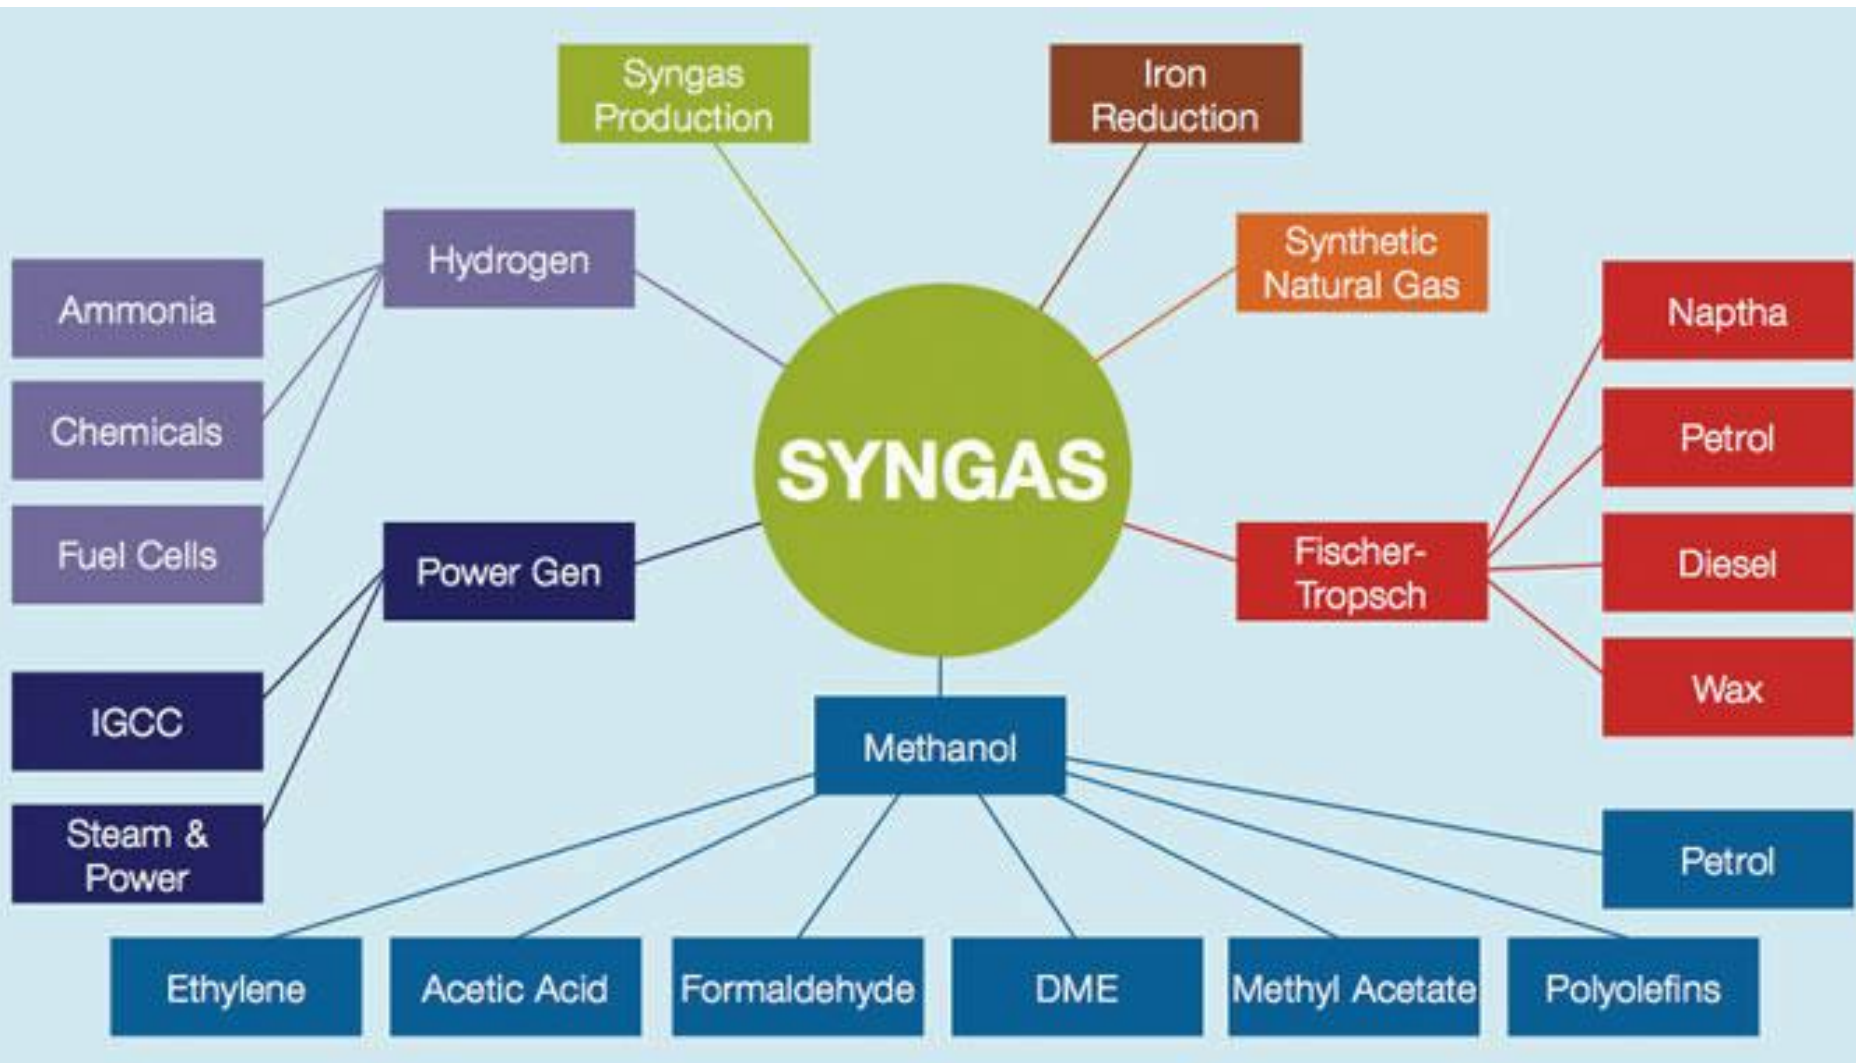 Syngas
Production
Iron
Reduction
Hydrogen
Synthetic
Natural Gas
Ammonia
Naptha
Chemicals
Petrol
SYNGAS
Fuel Cells
Power Gen
Fischer-
Tropsch
Diesel
IGCC
Methanol
Wax
Steam &
Power
Petrol
Ethylene
Acetic Acid
Formaldehyde
DME
Methyl Acetate
Polyolefins